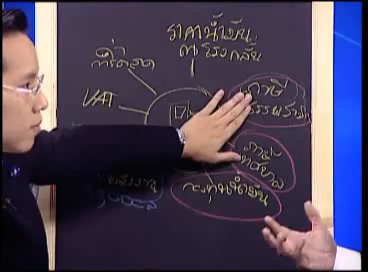 ราคาน้ำมัน
ณ โรงกลั่น
ค่า
การตลาด
VAT
ภาษี
สรรพสามิต
ภาษี
เทศบาล
กองทุนน้ำมัน